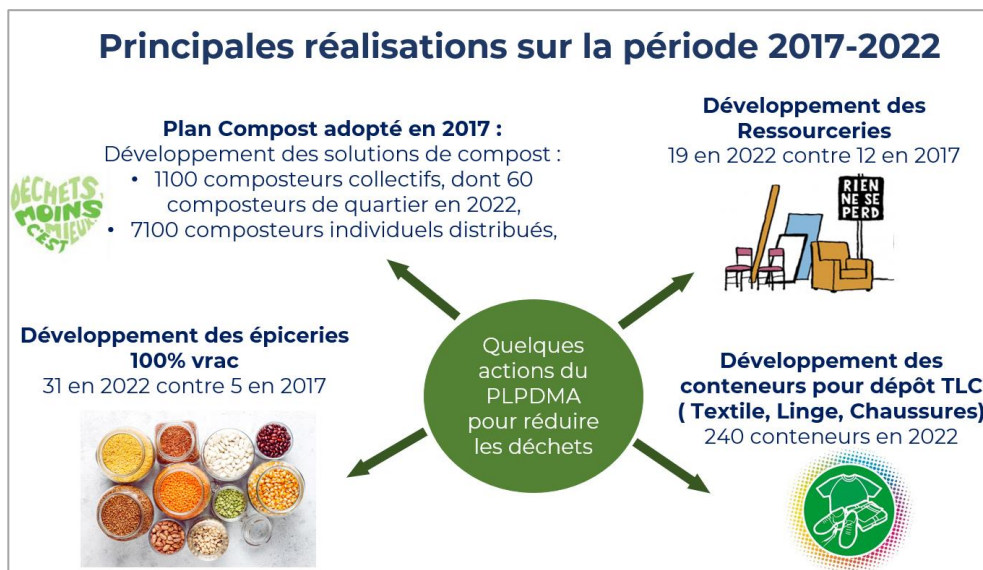 Principales réalisations sur la période 2017-2022
Plan Compost adopté en 2017 :
Développement des solutions de compost :
• 1100 composteurs collectifs, dont 60
composteurs de quartier en 2022,
• 7100 composteurs individuels distribués,
DÉCHETS,
MOINS
C'EST
MIEUX
Développement des
Ressourceries
19 en 2022 contre 12 en 2017
RIEN
NE SE
PERD
Développement des épiceries
100% vrac
31 en 2022 contre 5 en 2017
Quelques
actions du
PLPDMA
pour réduire
les déchets
Développement des
conteneurs pour dépôt TLC
( Textile, Linge, Chaussures)
240 conteneurs en 2022